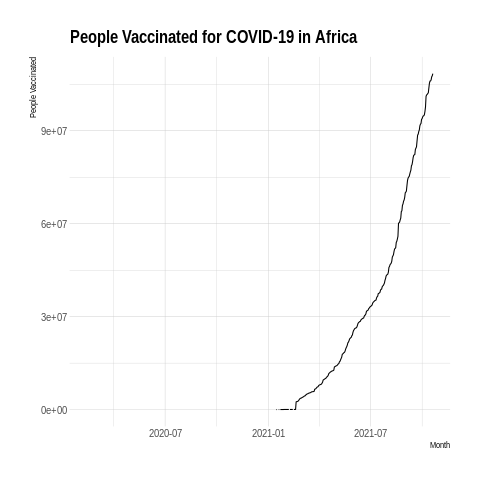 People Vaccinated for COVID-19 in Africa
People Vaccinated
9e+07
6e+07
3e+07
0e+00
2020-07
2021-01
2021-07
Month